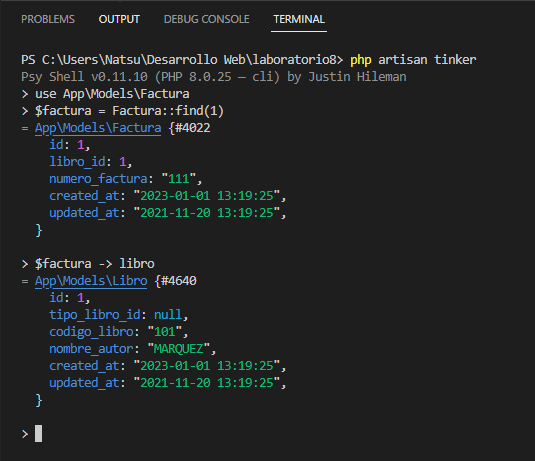 PROBLEMS OUTPUT DEBUG CONSOLE TERMINAL
PS C:\Users\Natsu\Desarrollo Web\laboratorio8> php artisan tinker
Psy Shell v0.11.10 (PHP 8.0.25 — cli) by Justin Hileman
> use App\Models\Factura
> $factura = Factura::find(1)
= App\Models\Factura {#4022
id: 1,
libro_id: 1,
numero_factura: "111",
created_at: "2023-01-01 13:19:25",
updated_at: "2021-11-20 13:19:25",
}
> $factura -> libro
= App\Models\Libro {#4640
id: 1,
tipo_libro_id: null,
codigo_libro: "101",
nombre_autor: "MARQUEZ",
created_at: "2023-01-01 13:19:25",
updated_at: "2021-11-20 13:19:25",
}
>